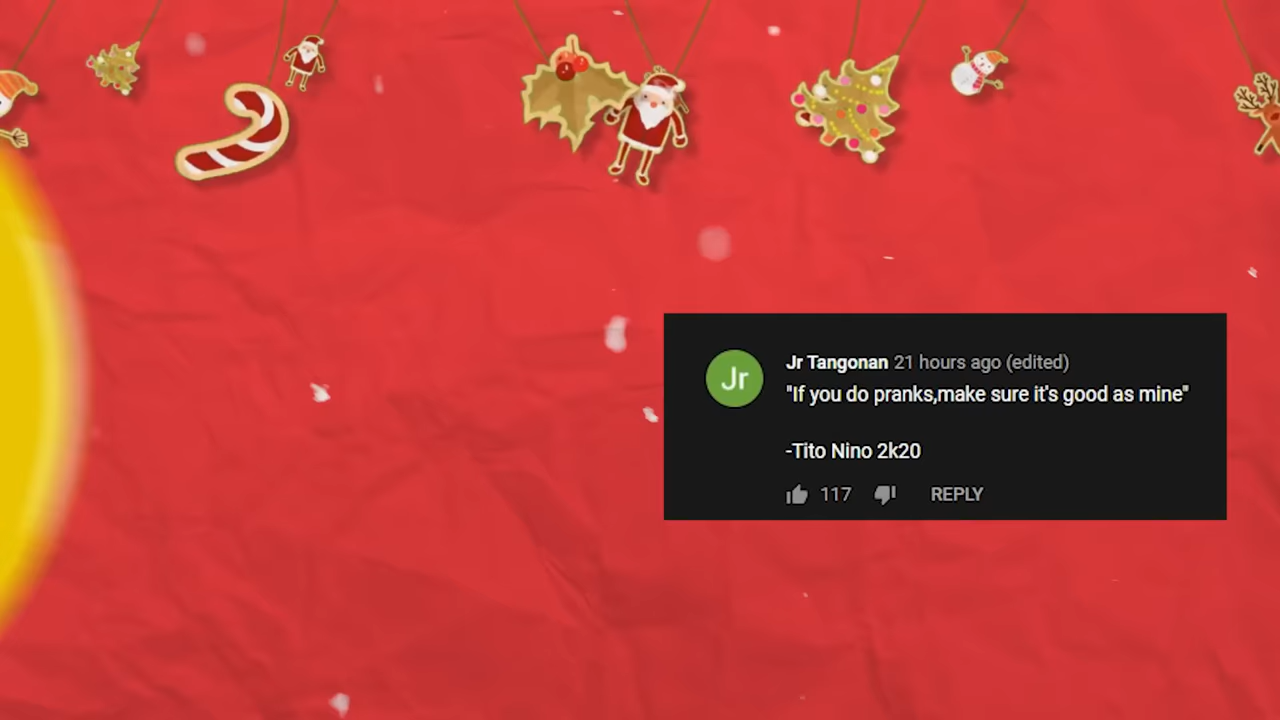 Jr
Jr Tangonan 21 hours ago (edited)
"If you do pranks,make sure it's good as mine"
-Tito Nino 2k20
117 REPLY